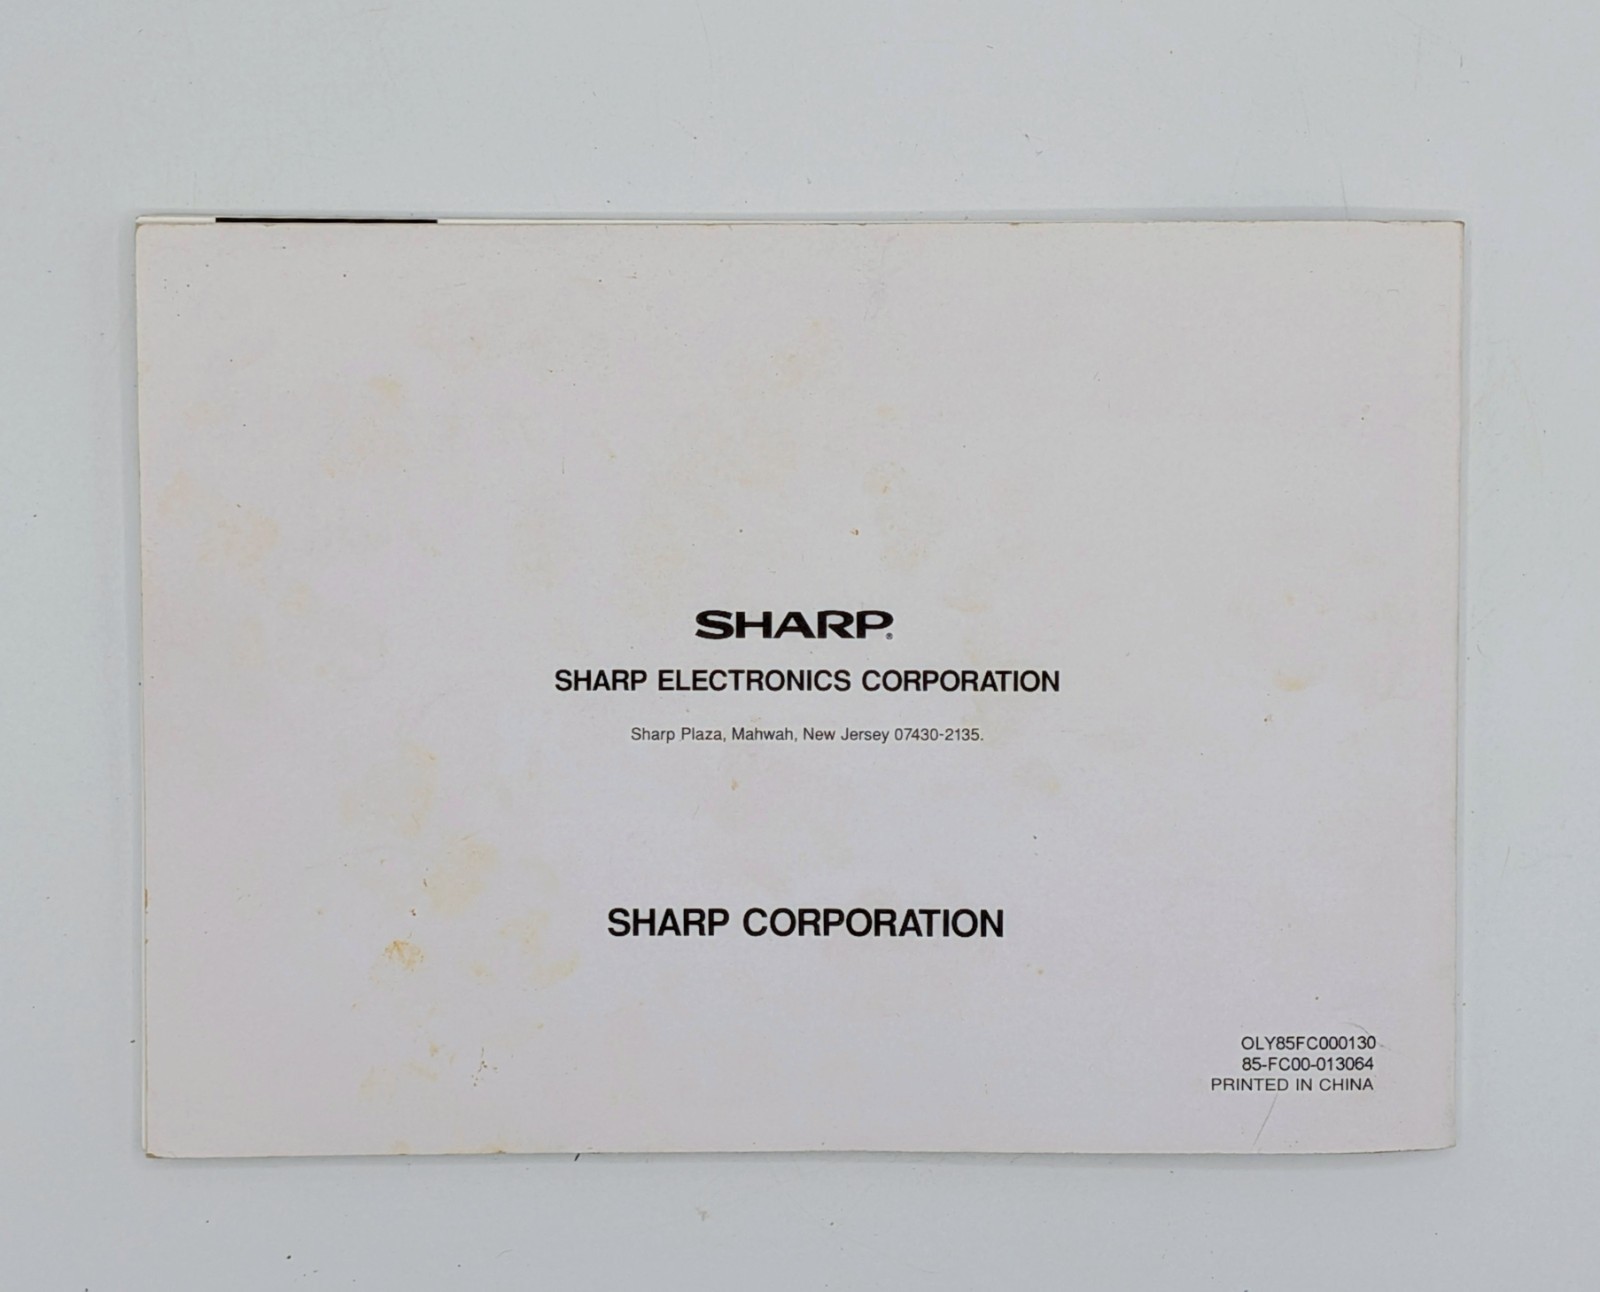 SHARP®
SHARP ELECTRONICS CORPORATION
Sharp Plaza, Mahwah, New Jersey 07430-2135.
SHARP CORPORATION
OLY85FC000130
85-FC00-013064
PRINTED IN CHINA